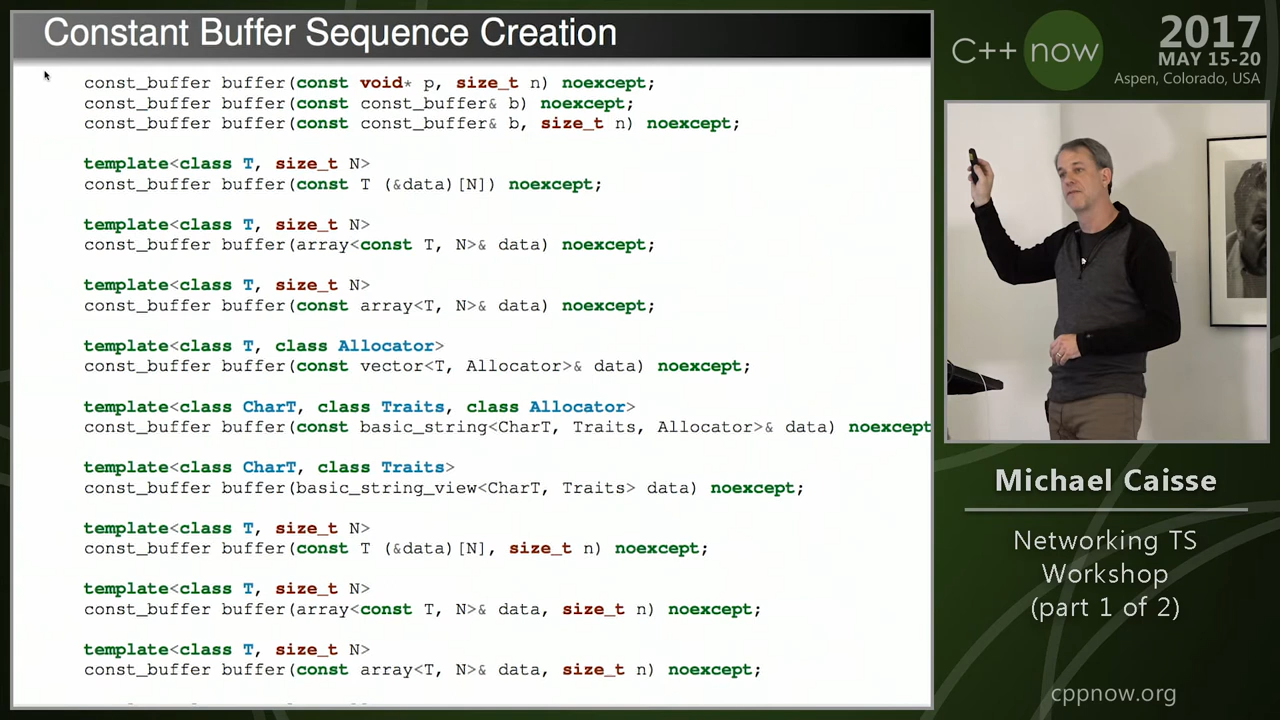 Constant Buffer Sequence Creation
const_buffer buffer(const void* p, size_t n) noexcept;
const_buffer buffer(const const_buffer& b) noexcept;
const_buffer buffer(const const_buffer& b, size_t n) noexcept;
template<class T, size_t N>
const_buffer buffer(const T (&data)[N]) noexcept;
template<class T, size_t N>
const_buffer buffer(array<const T, N>& data) noexcept;
template<class T, size_t N>
const_buffer buffer(const array<T, N>& data) noexcept;
template<class T, class Allocator>
const_buffer buffer(const vector<T, Allocator>& data) noexcept;
template<class CharT, class Traits, class Allocator>
const_buffer buffer(const basic_string<CharT, Traits, Allocator>& data) noexcept
template<class CharT, class Traits>
const_buffer buffer(basic_string_view<CharT, Traits> data) noexcept;
template<class T, size_t N>
const_buffer buffer(const T (&data)[N], size_t n) noexcept;
template<class T, size_t N>
const_buffer buffer(array<const T, N>& data, size_t n) noexcept;
template<class T, size_t N>
const_buffer buffer(const array<T, N>& data, size_t n) noexcept;
C++ now
2017
MAY 15-20
Aspen, Colorado, USA
Michael Caisse
Networking TS
Workshop
(part 1 of 2)
cppnow.org